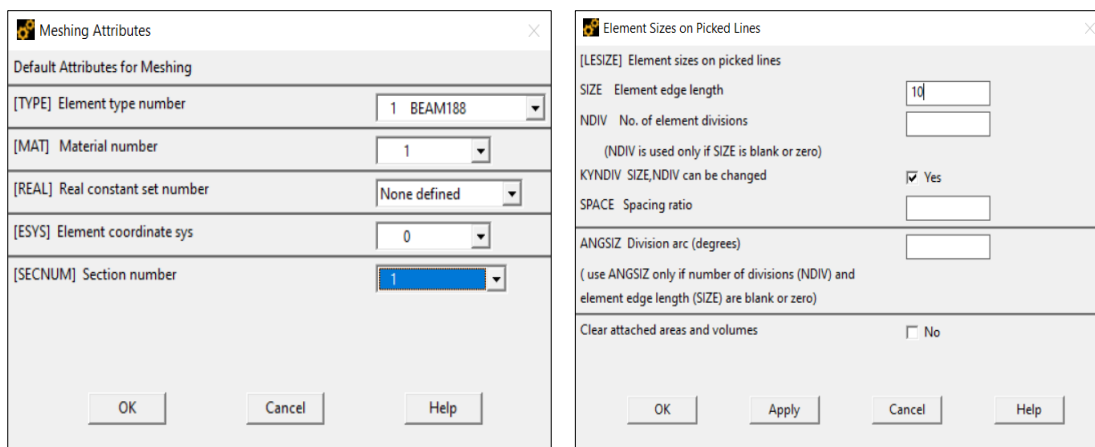 Meshing Attributes
Default Attributes for Meshing
[TYPE] Element type number
1 BEAM188
[MAT] Material number
1
[REAL] Real constant set number
None defined
[ESYS] Element coordinate sys
0
[SECNUM] Section number
1
OK Cancel Help
Element Sizes on Picked Lines
[LESIZE] Element sizes on picked lines
SIZE Element edge length
10
NDIV No. of element divisions
(NDIV is used only if SIZE is blank or zero)
KYNDIV SIZE,NDIV can be changed
Yes
SPACE Spacing ratio
ANGSIZ Division arc (degrees)
( use ANGSIZ only if number of divisions (NDIV) and
element edge length (SIZE) are blank or zero)
Clear attached areas and volumes
No
OK Apply Cancel Help